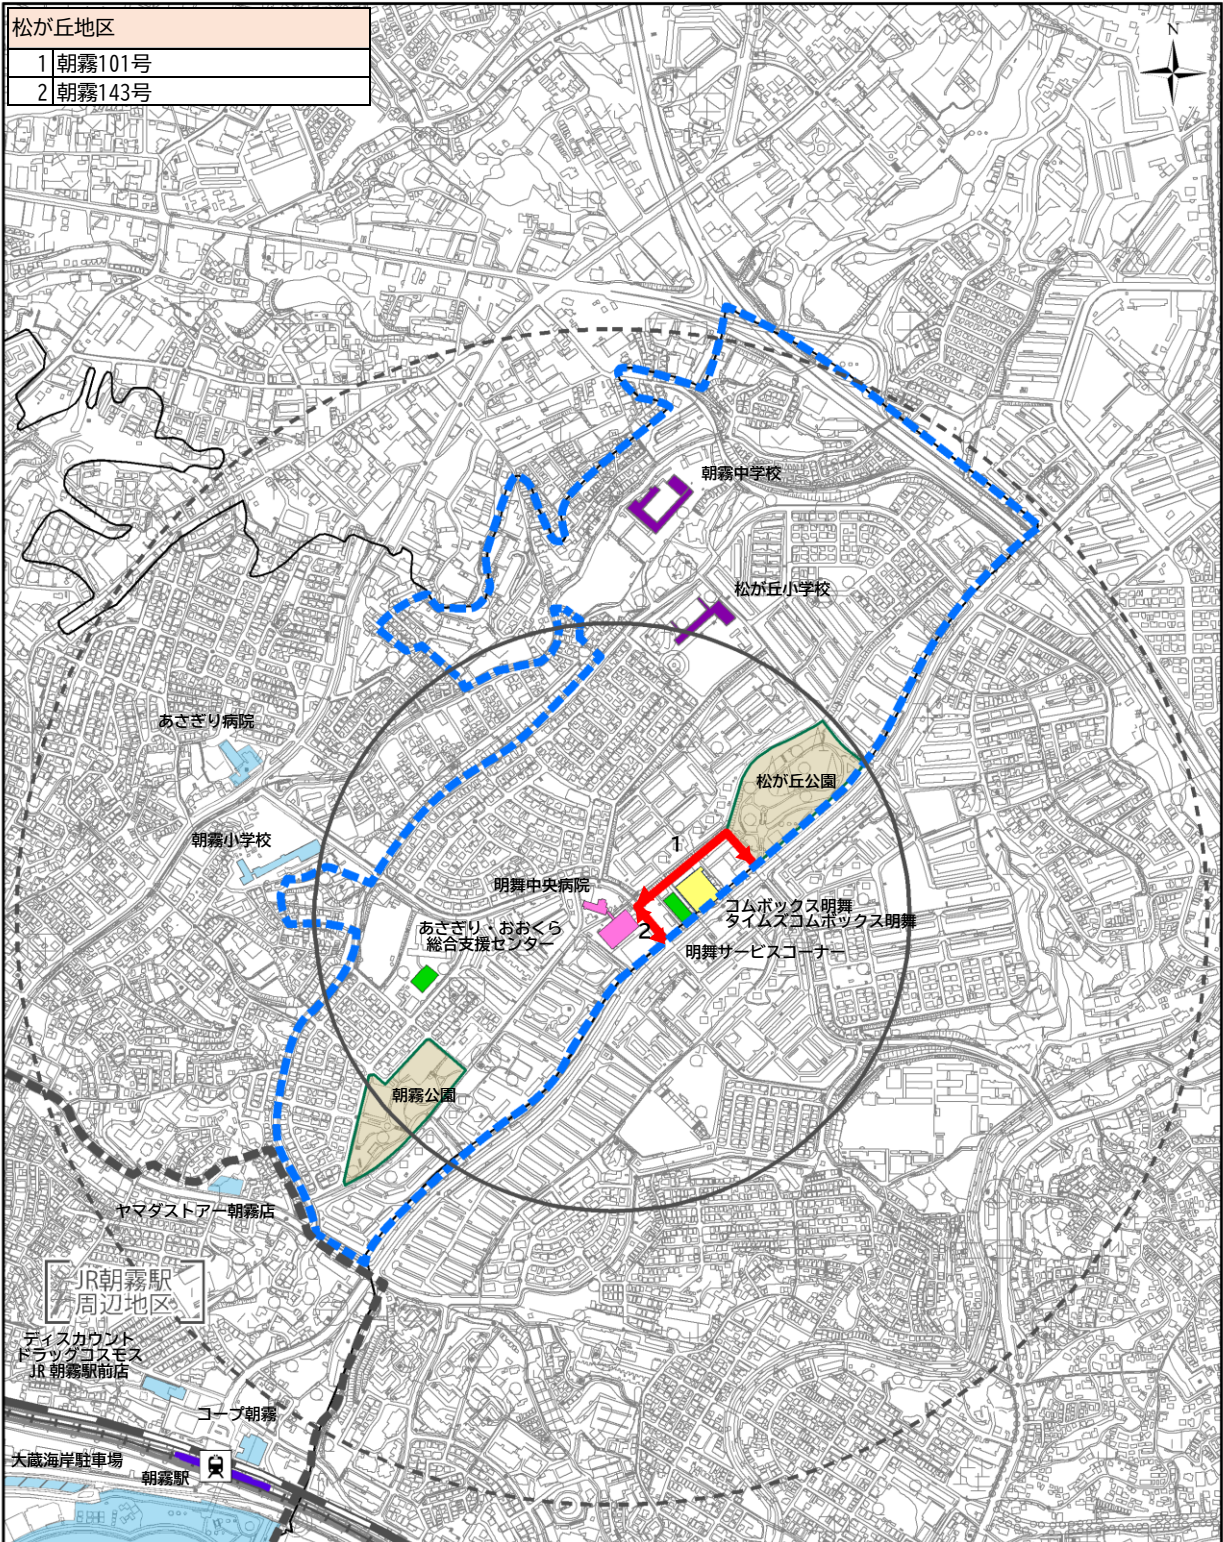 松が丘地区
1 朝霧101号
2 朝霧143号
N
朝霧中学校
松が丘小学校
あさぎり病院
松が丘公園
朝霧小学校
1
明舞中央病院
コムボックス明舞
タイムズコムボックス明舞
あさぎり・おおくら
総合支援センター
2
明舞サービスコーナー
朝霧公園
ヤマダストアー朝霧店
JR朝霧駅
周辺地区
ディスカウント
ドラッグコスモス
JR 朝霧駅前店
コープ朝霧
大蔵海岸駐車場
朝霧駅